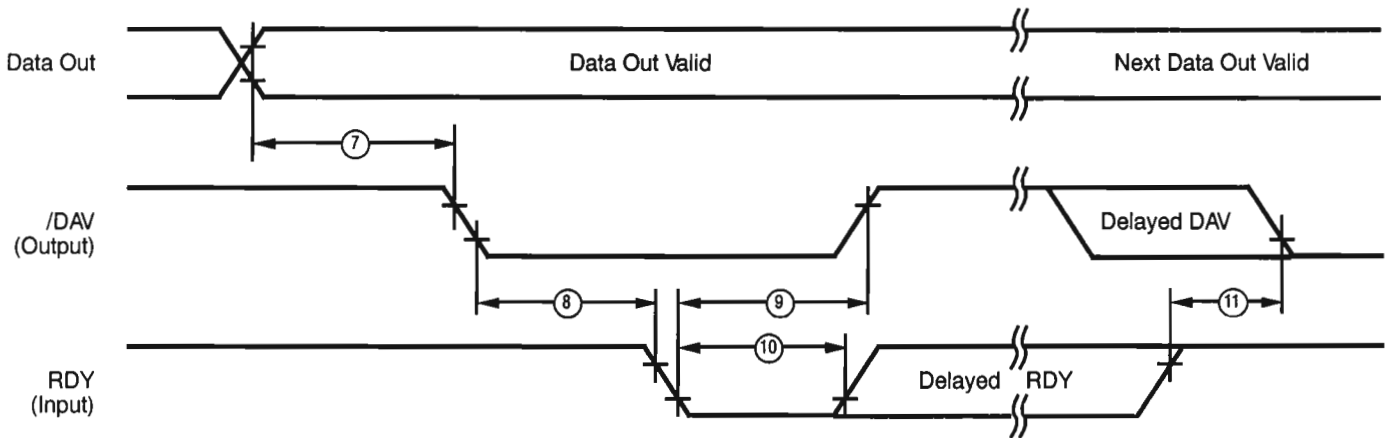 Data Out
Data Out Valid
Next Data Out Valid
7
/DAV
(Output)
Delayed DAV
8
9
11
10
RDY
(Input)
Delayed RDY